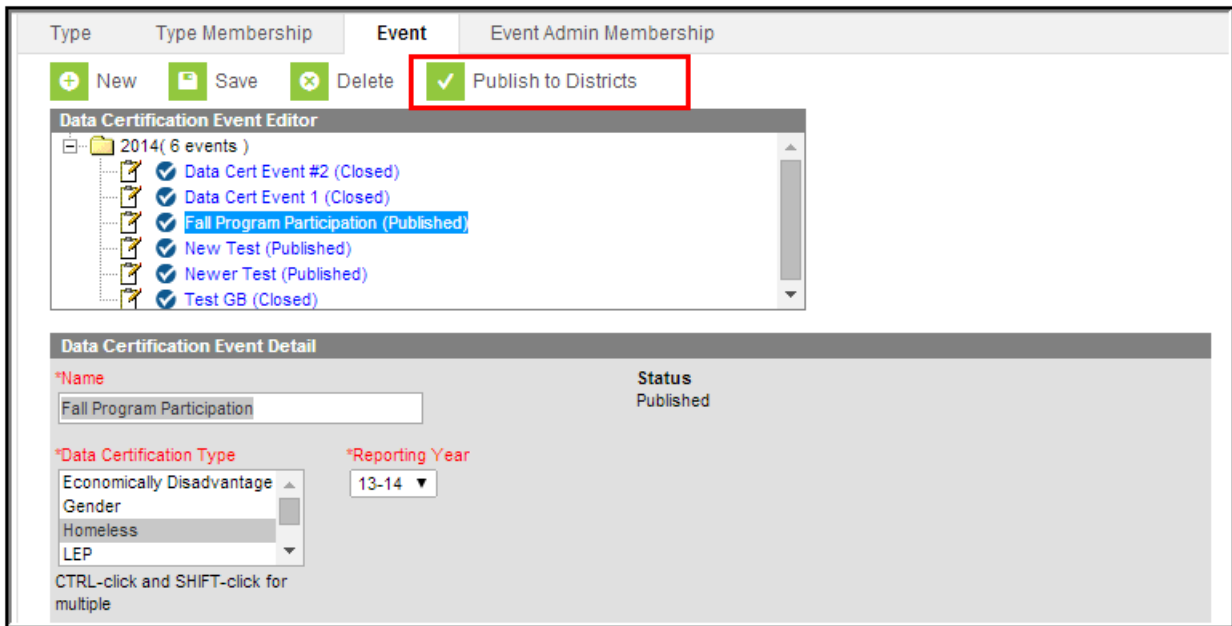 Type Type Membership Event Event Admin Membership
New Save Delete Publish to Districts
Data Certification Event Editor
2014( 6 events )
Data Cert Event #2 (Closed)
Data Cert Event 1 (Closed)
Fall Program Participation (Published)
New Test (Published)
Newer Test (Published)
Test GB (Closed)
Data Certification Event Detail
*Name Status
Fall Program Participation Published
*Data Certification Type *Reporting Year
Economically Disadvantage 13-14
Gender
Homeless
LEP
CTRL-click and SHIFT-click for
multiple